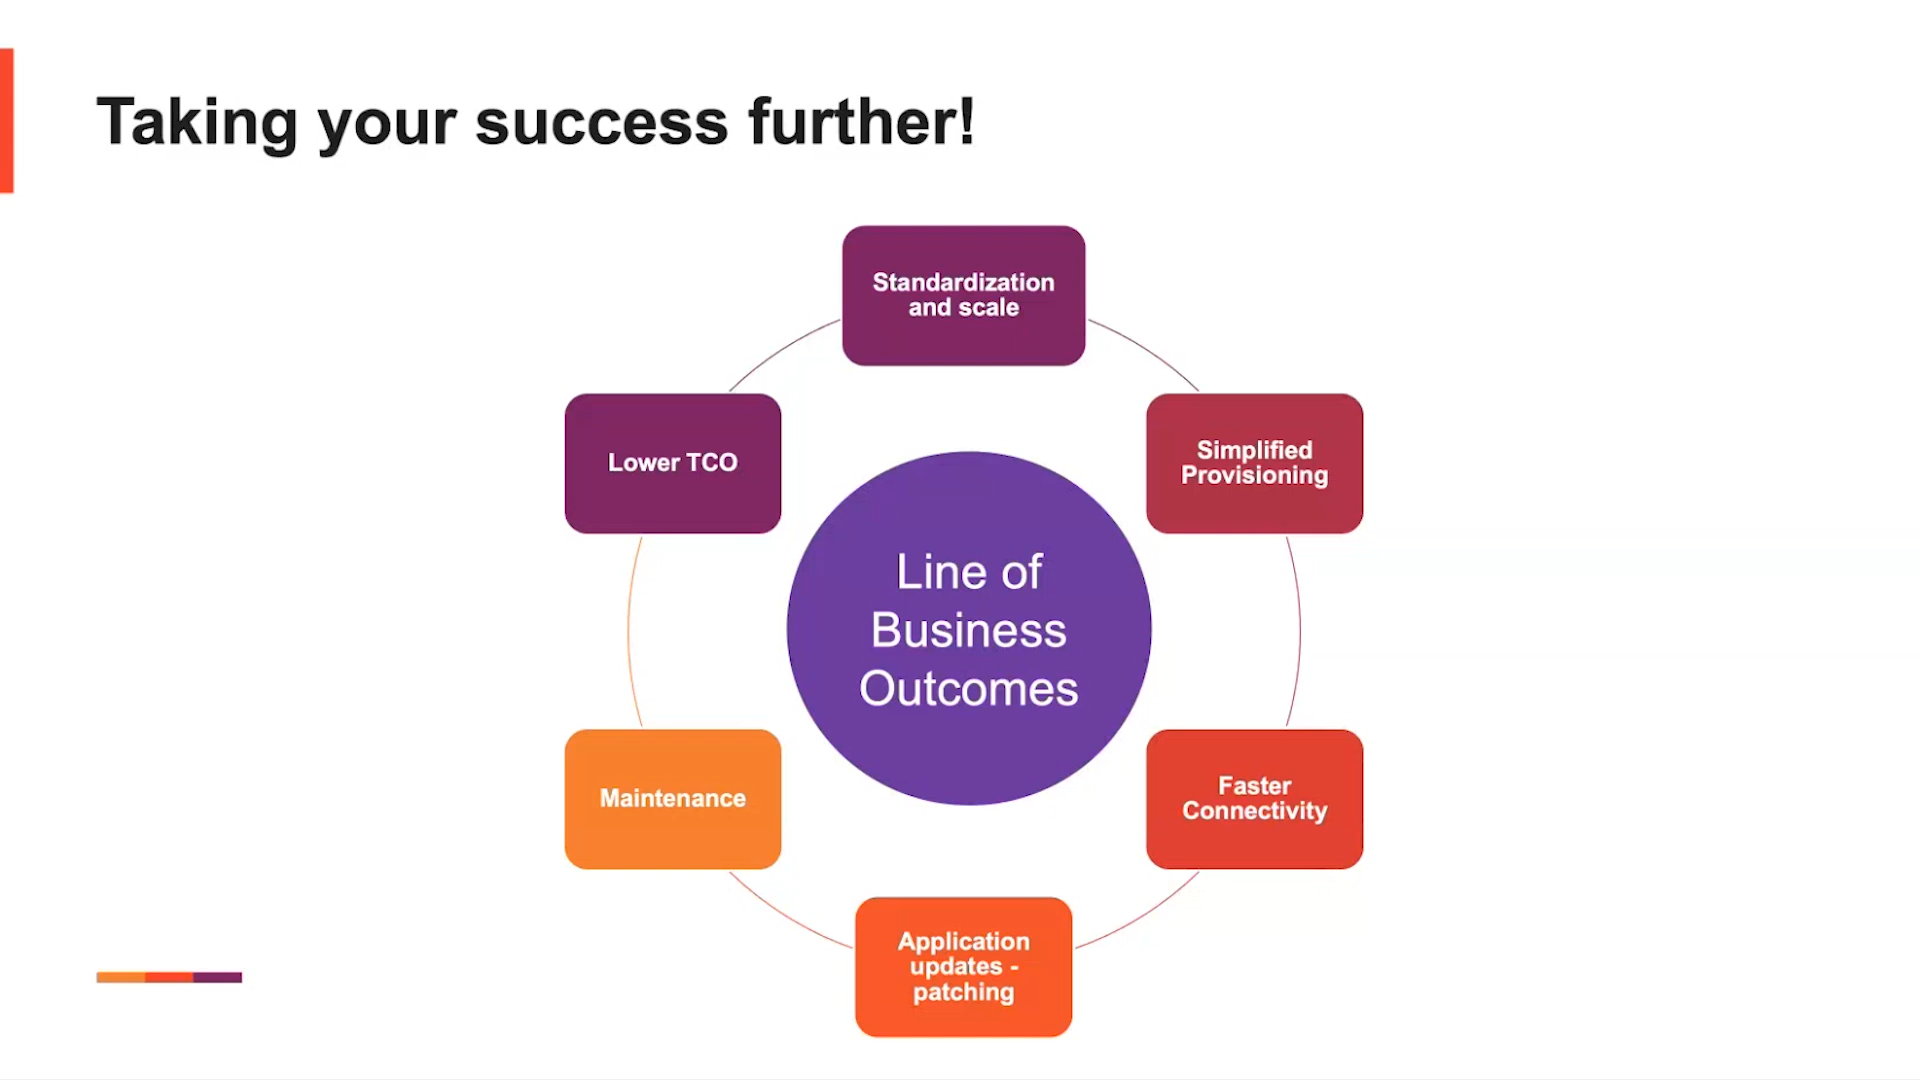 Taking your success further!
Standardization
and scale
Lower TCO
Simplified
Provisioning
Line of
Business
Outcomes
Maintenance
Faster
Connectivity
Application
updates -
patching